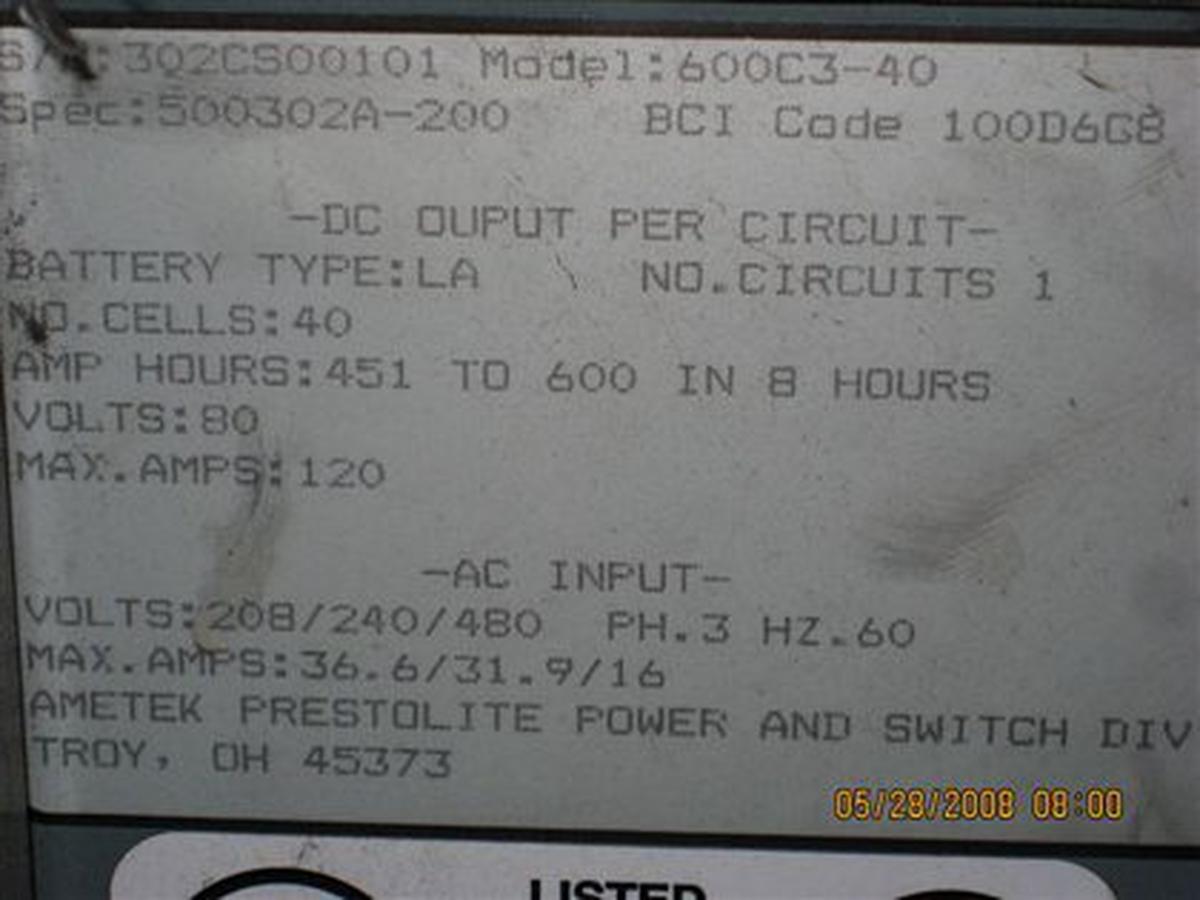 S/N:302CS00101 Model:600C3-40
Spec:500302A-200 BCI Code 100D6C8
-DC OUPUT PER CIRCUIT-
BATTERY TYPE:LA NO.CIRCUITS 1
NO.CELLS:40
AMP HOURS:451 TO 600 IN 8 HOURS
VOLTS:80
MAX.AMPS:120
-AC INPUT-
VOLTS:208/240/480 PH.3 HZ.60
MAX.AMPS:36.6/31.9/16
AMETEK PRESTOLITE POWER AND SWITCH DIV
TROY, OH 45373
05/28/2008 08:00
LISTED